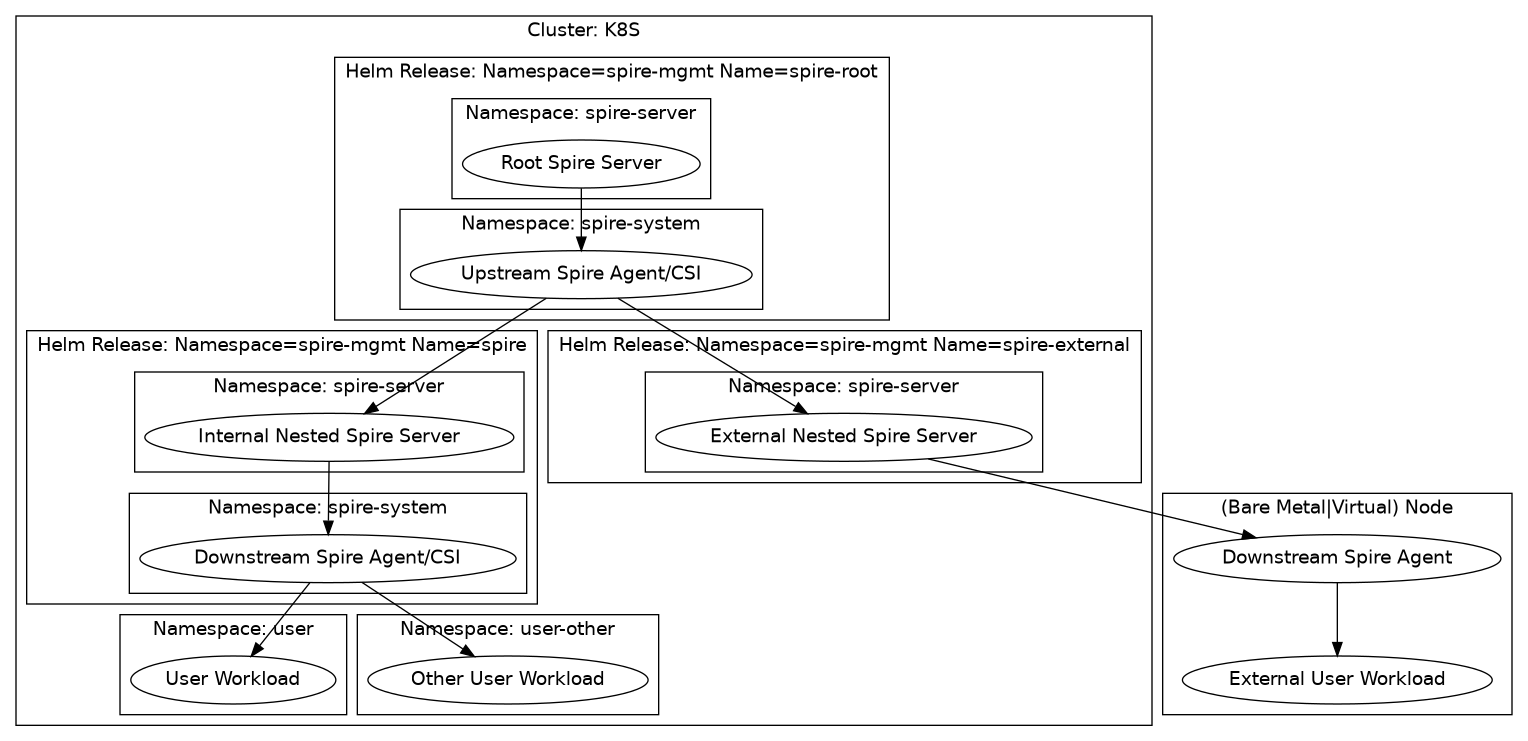 Cluster: K8S
Helm Release: Namespace=spire-mgmt Name=spire-root
Namespace: spire-server
Root Spire Server
Namespace: spire-system
Upstream Spire Agent/CSI
Helm Release: Namespace=spire-mgmt Name=spire
Namespace: spire-server
Internal Nested Spire Server
Namespace: spire-system
Downstream Spire Agent/CSI
Helm Release: Namespace=spire-mgmt Name=spire-external
Namespace: spire-server
External Nested Spire Server
(Bare Metal|Virtual) Node
Downstream Spire Agent
External User Workload
Namespace: user
User Workload
Namespace: user-other
Other User Workload